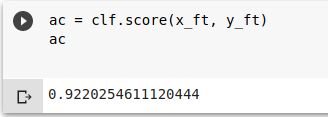 ac = clf.score(x_ft, y_ft)
ac
0.9220254611120444